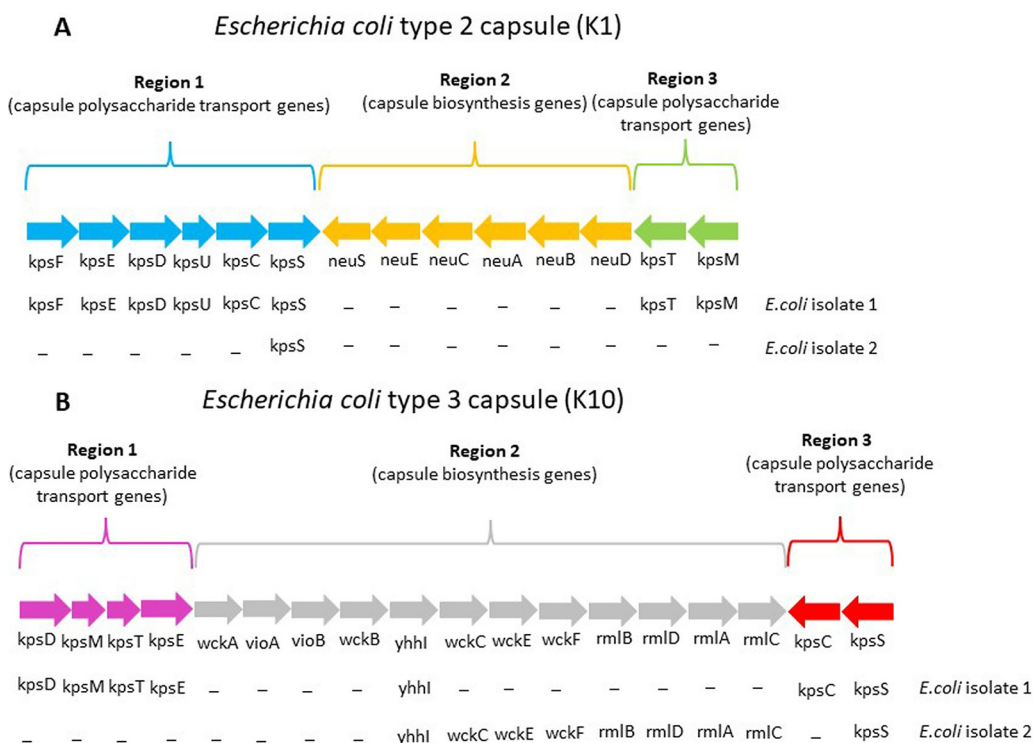 A
Escherichia coli type 2 capsule (K1)
Region 1
(capsule polysaccharide transport genes)
Region 2
(capsule biosynthesis genes)
Region 3
(capsule polysaccharide
transport genes)
kpsF kpsE kpsD kpsU kpsC kpsS neuS neuE neuC neuA neuB neuD kpsT kpsM
kpsF kpsE kpsD kpsU kpsC kpsS – – – – – – kpsT kpsM E.coli isolate 1
– – – – – kpsS – – – – – – – – E.coli isolate 2
B
Escherichia coli type 3 capsule (K10)
Region 1
(capsule polysaccharide
transport genes)
Region 2
(capsule biosynthesis genes)
Region 3
(capsule polysaccharide
transport genes)
kpsD kpsM kpsT kpsE wckA vioA vioB wckB yhhI wckC wckE wckF rmlB rmlD rmlA rmlC kpsC kpsS
kpsD kpsM kpsT kpsE – – – – yhhI – – – – – – – kpsC kpsS E.coli isolate 1
– – – – – – – – yhhI wckC wckE wckF rmlB rmlD rmlA rmlC – kpsS E.coli isolate 2